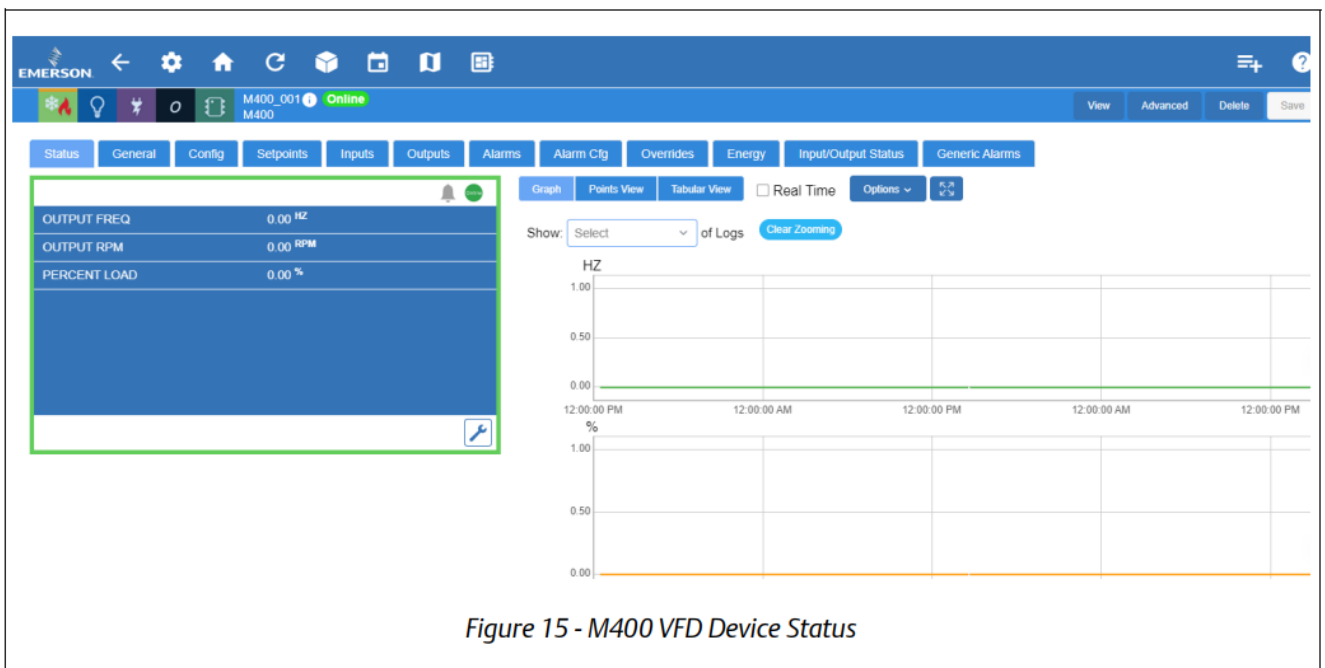 EMERSON
M400_001 Online
M400
View Advanced Delete Save
Status General Config Setpoints Inputs Outputs Alarms Alarm Cfg Overrides Energy Input/Output Status Generic Alarms
Graph Points View Tabular View Real Time Options
OUTPUT FREQ 0.00 HZ
OUTPUT RPM 0.00 RPM
PERCENT LOAD 0.00 %
Show: Select of Logs Clear Zooming
HZ
1.00
0.50
0.00
12:00:00 PM 12:00:00 AM 12:00:00 PM 12:00:00 AM 12:00:00 PM
%
1.00
0.50
0.00
Figure 15 - M400 VFD Device Status